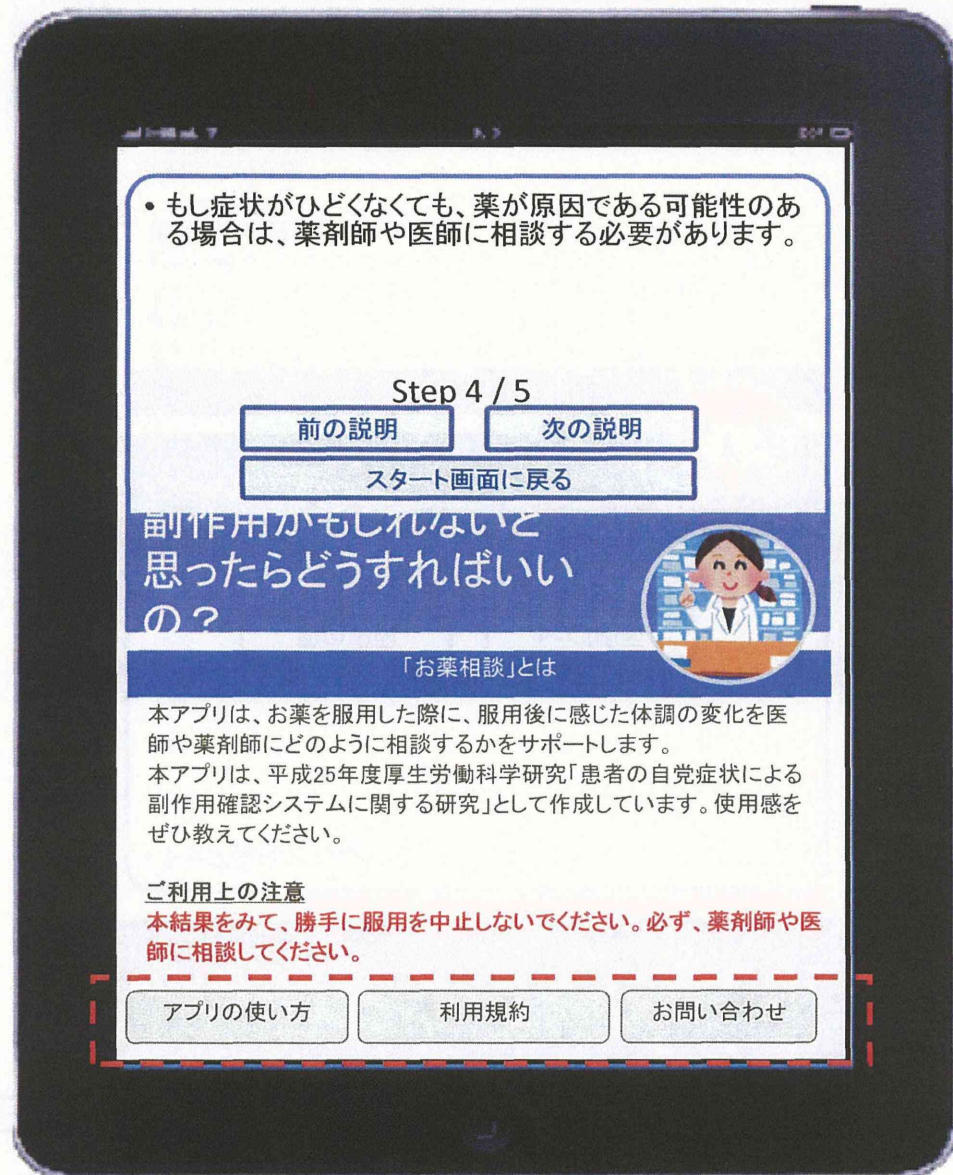 • もし症状がひどくなくても、薬が原因である可能性のあ
る場合は、薬剤師や医師に相談する必要があります。
Step 4 / 5
前の説明
次の説明
スタート画面に戻る
副作用かもしれないと
思ったらどうすればいい
の？
「お薬相談」とは
本アプリは、お薬を服用した際に、服用後に感じた体調の変化を医
師や薬剤師にどのように相談するかをサポートします。
本アプリは、平成25年度厚生労働科学研究「患者の自覚症状による
副作用確認システムに関する研究」として作成しています。使用感を
ぜひ教えてください。
ご利用上の注意
本結果をみて、勝手に服用を中止しないでください。必ず、薬剤師や医
師に相談してください。
アプリの使い方
利用規約
お問い合わせ